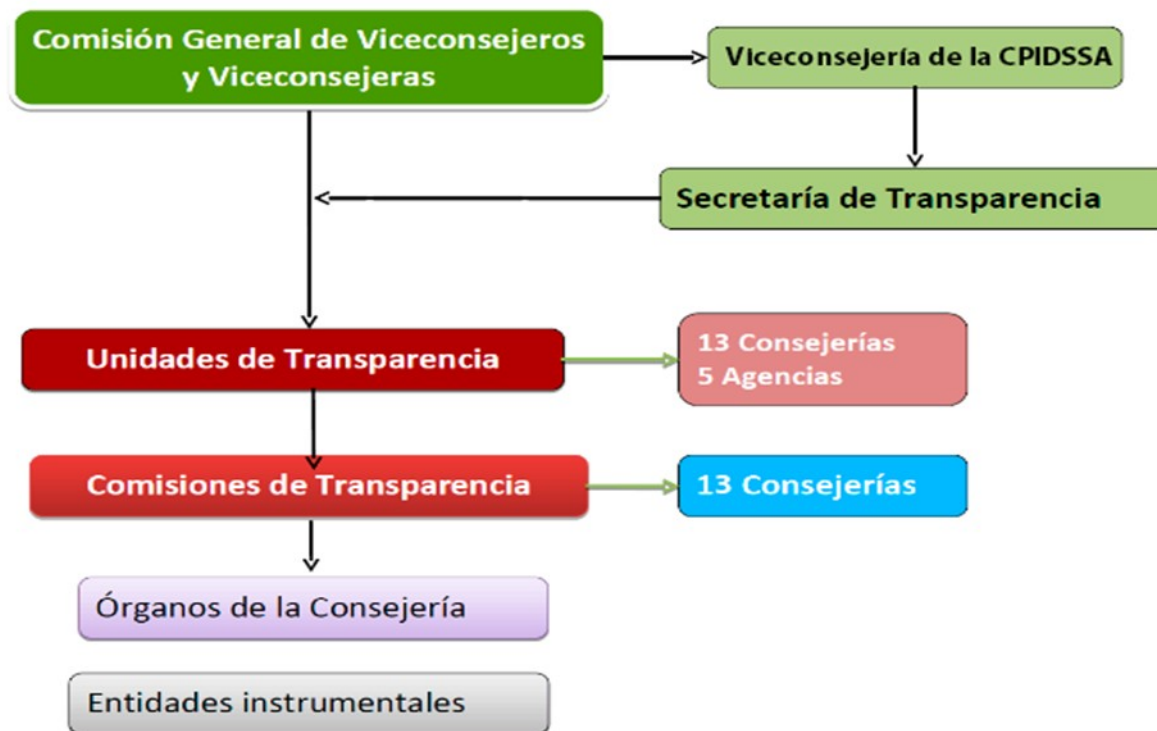 Comisión General de Viceconsejeros
y Viceconsejeras
Viceconsejería de la CPIDSSA
Secretaría de Transparencia
Unidades de Transparencia
13 Consejerías
5 Agencias
Comisiones de Transparencia
13 Consejerías
Órganos de la Consejería
Entidades instrumentales